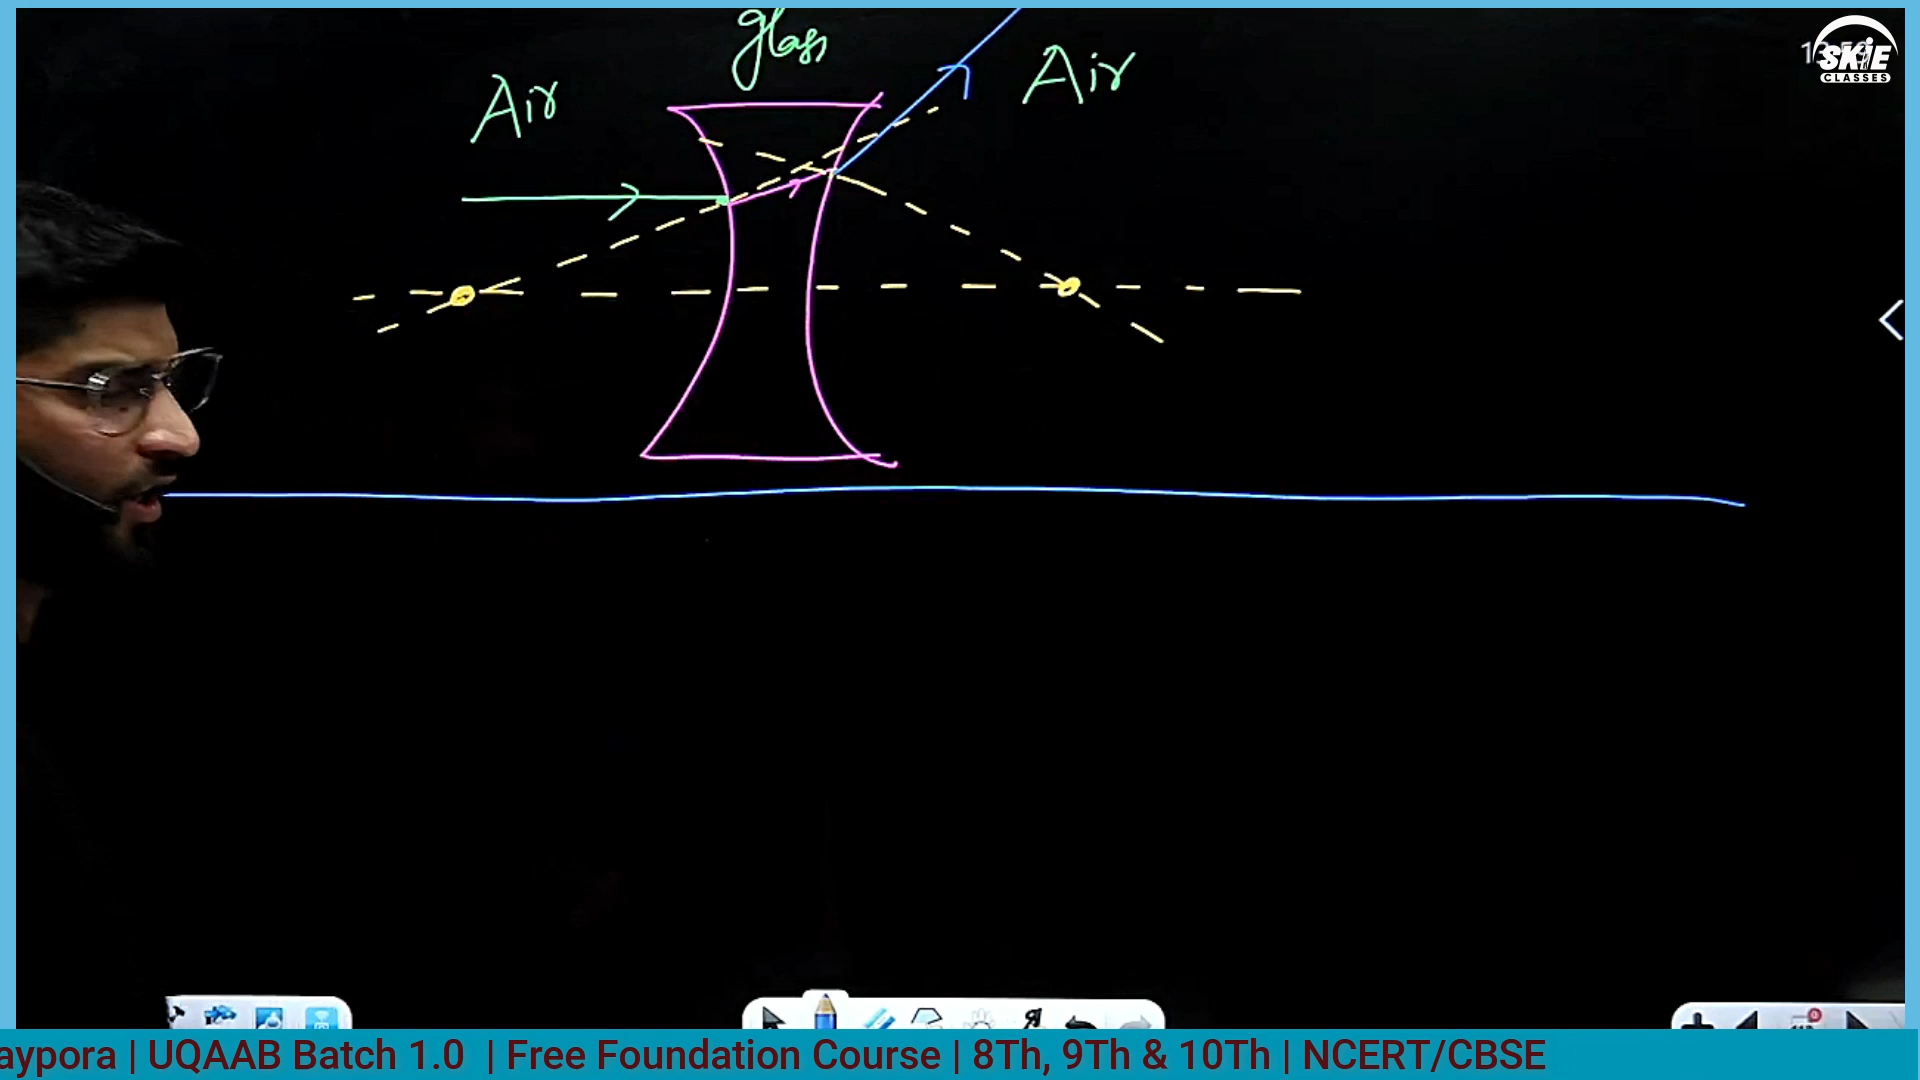 glass
Air
Air
SKIE
CLASSES
aypora | UQAAB Batch 1.0 | Free Foundation Course | 8Th, 9Th & 10Th | NCERT/CBSE